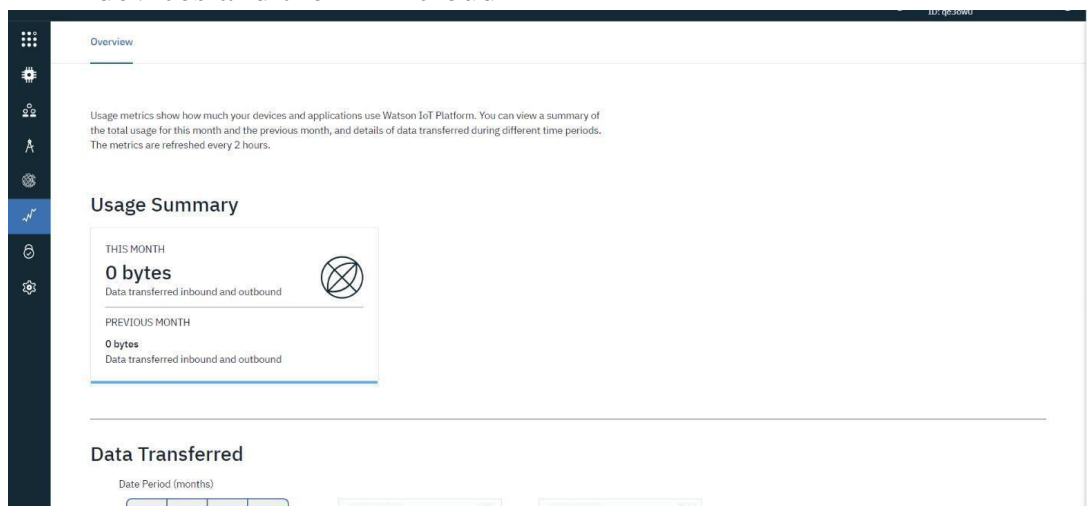 ID: qe3ow0
Overview
Usage metrics show how much your devices and applications use Watson IoT Platform. You can view a summary of
the total usage for this month and the previous month, and details of data transferred during different time periods.
The metrics are refreshed every 2 hours.
Usage Summary
THIS MONTH
0 bytes
Data transferred inbound and outbound
PREVIOUS MONTH
0 bytes
Data transferred inbound and outbound
Data Transferred
Date Period (months)